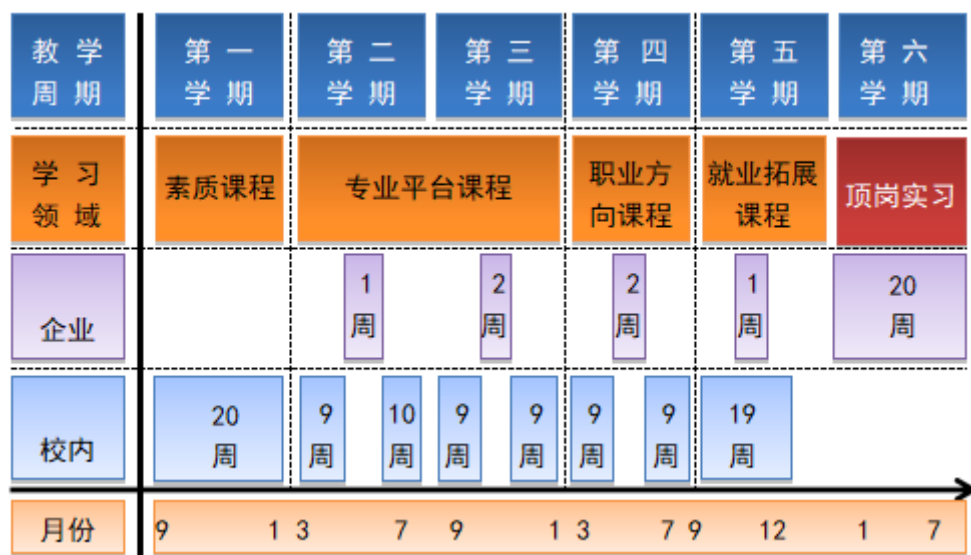 教 学 第 一 第 二 第 三 第 四 第 五 第 六
周 期 学 期 学 期 学 期 学 期 学 期 学 期
学 习 素质课程 专业平台课程 职业方 就业拓展 顶岗实习
领 域 向课程 课程
企业 1 2 2 1 20
周 周 周 周 周
校内 20 9 10 9 9 9 9 19
周 周 周 周 周 周 周 周
月份 9 1 3 7 9 1 3 7 9 12 1 7